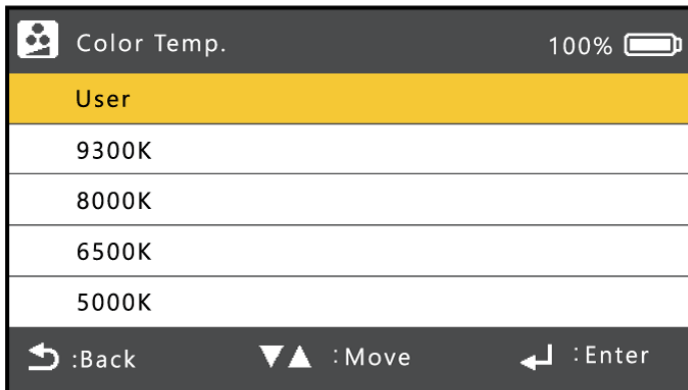 Color Temp. 100%
User
9300K
8000K
6500K
5000K
:Back :Move :Enter